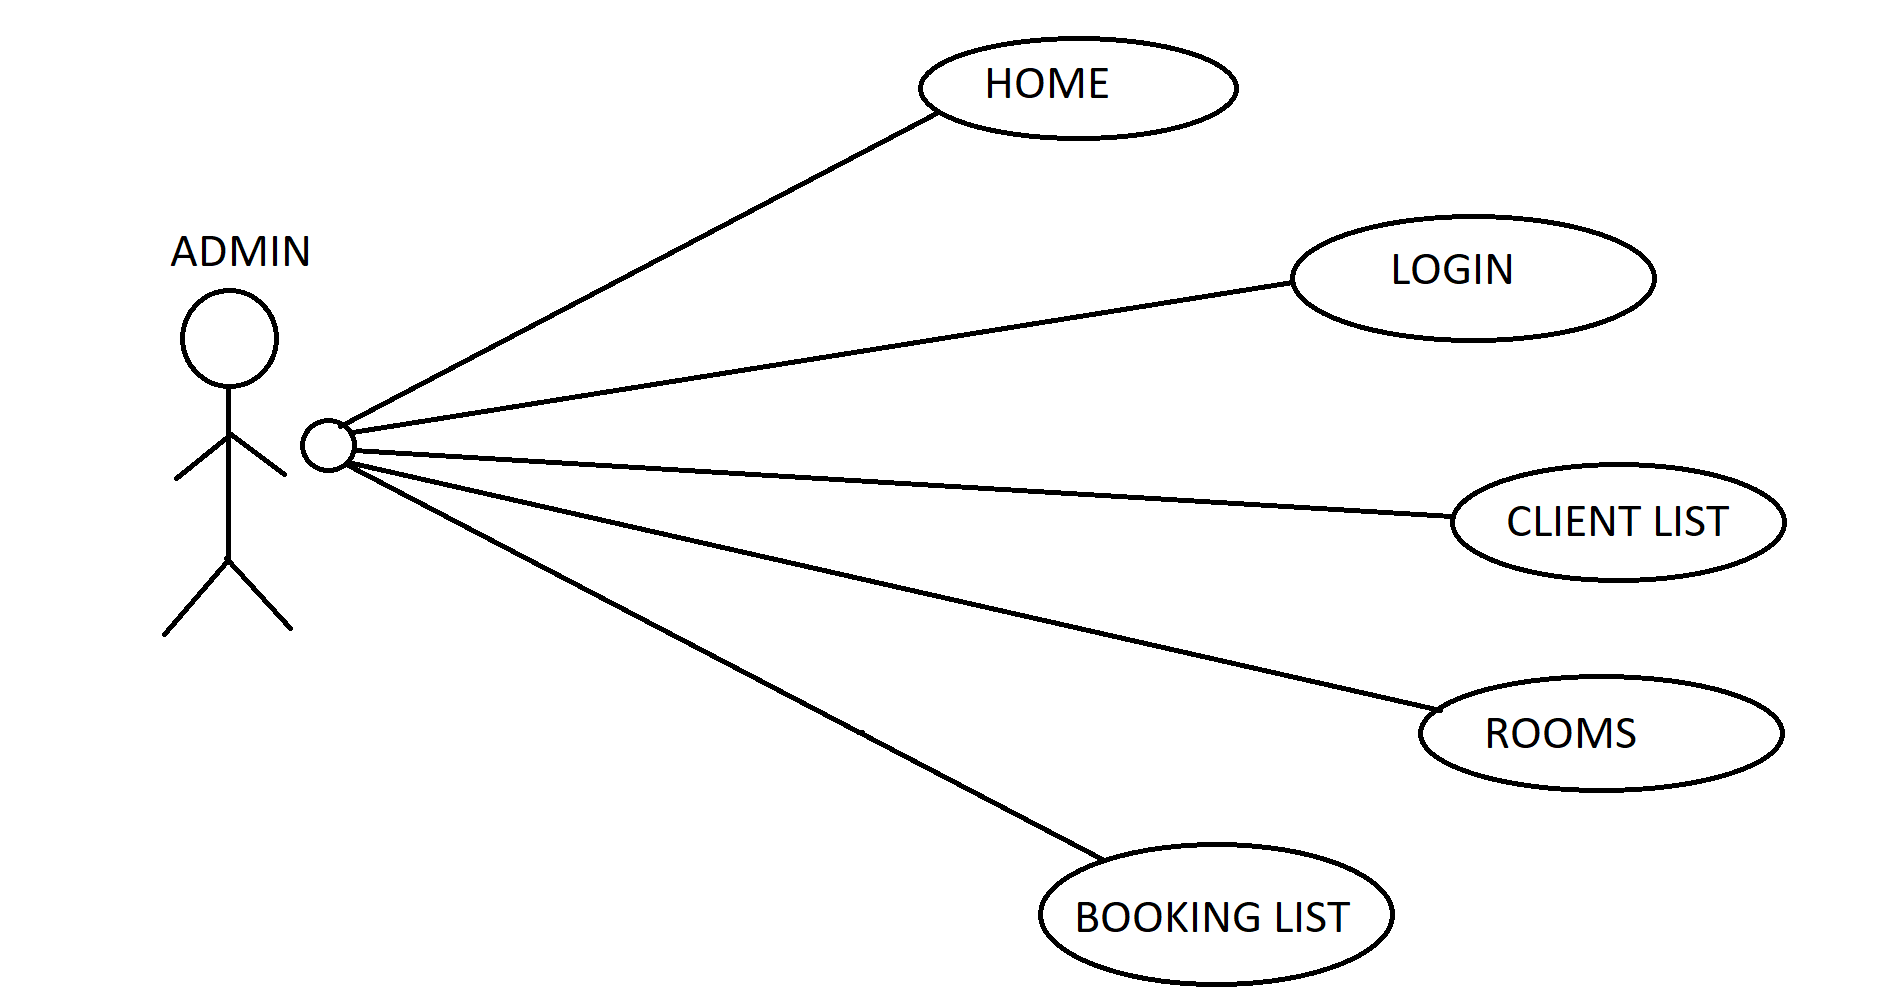 HOME
ADMIN
LOGIN
CLIENT LIST
ROOMS
BOOKING LIST